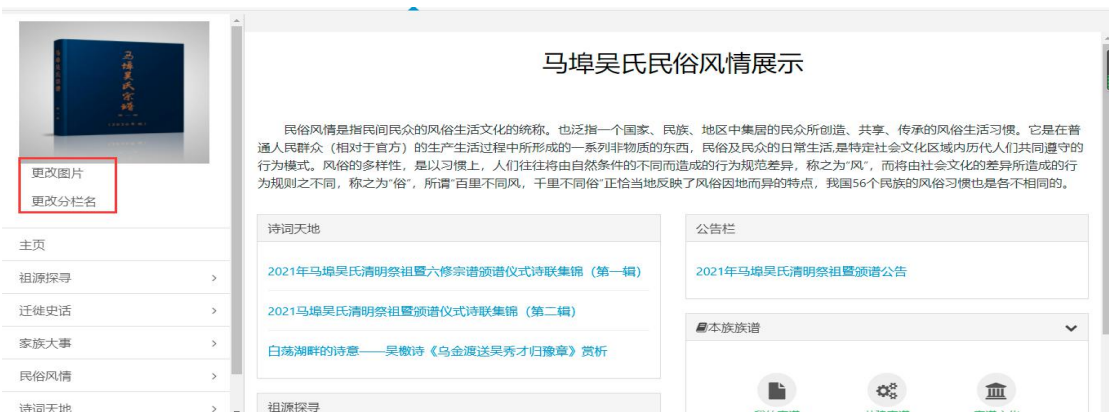 马埠吴氏宗谱
更改图片
更改分栏名
主页
祖源探寻
迁徙史话
家族大事
民俗风情
诗词天地
马埠吴氏民俗风情展示
民俗风情是指民间民众的风俗生活文化的统称。也泛指一个国家、民族、地区中集居的民众所创造、共享、传承的风俗生活习惯。它是在普
通人民群众（相对于官方）的生产生活过程中所形成的一系列非物质的东西，民俗及民众的日常生活,是特定社会文化区域内历代人们共同遵守的
行为模式。风俗的多样性，是以习惯上，人们往往将由自然条件的不同而造成的行为规范差异，称之为“风”，而将由社会文化的差异所造成的行
为规则之不同，称之为“俗”，所谓“百里不同风，千里不同俗”正恰当地反映了风俗因地而异的特点，我国56个民族的风俗习惯也是各不相同的。
诗词天地
2021年马埠吴氏清明祭祖暨六修宗谱颁谱仪式诗联集锦（第一辑）
2021马埠吴氏清明祭祖暨颁谱仪式诗联集锦（第二辑）
白荡湖畔的诗意——吴檄诗《乌金渡送吴秀才归豫章》赏析
祖源探寻
公告栏
2021年马埠吴氏清明祭祖暨颁谱公告
本族族谱